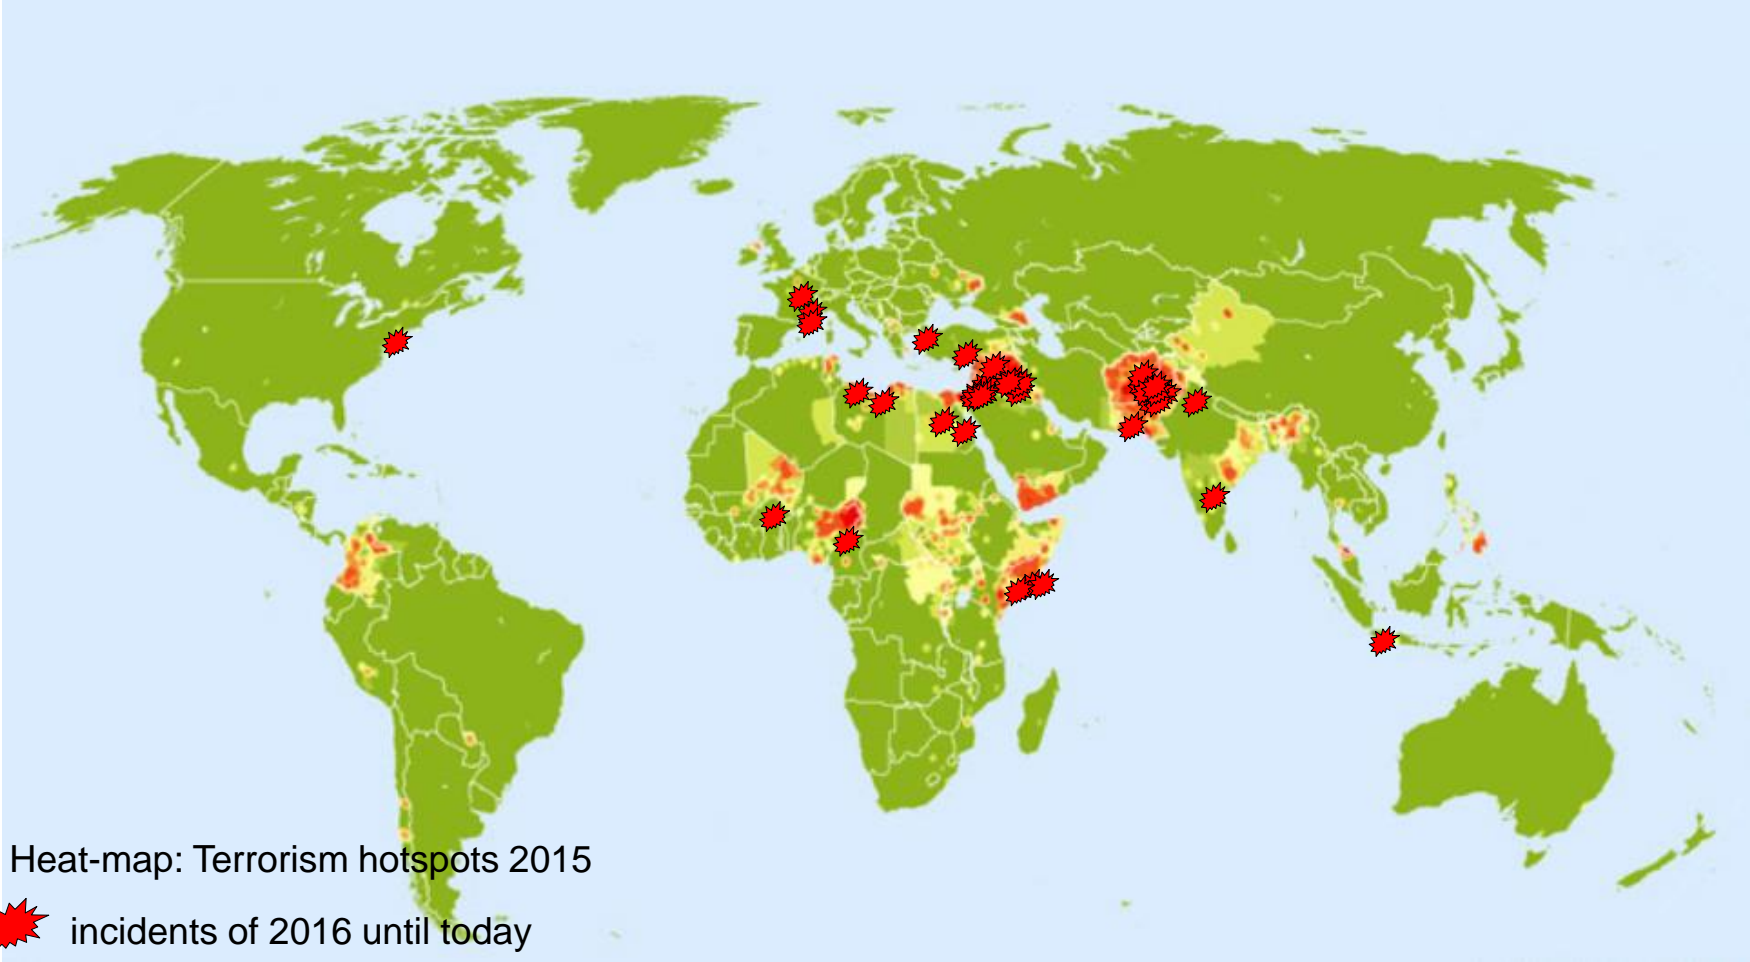 Heat-map: Terrorism hotspots 2015
incidents of 2016 until today